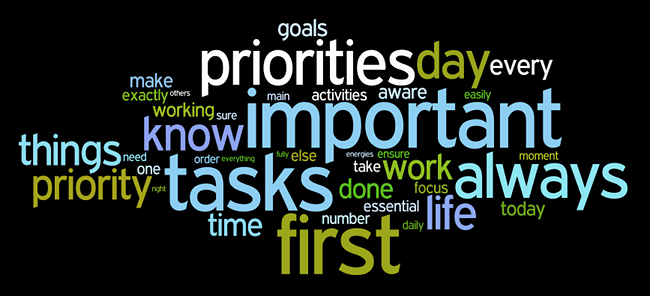 goals
priorities day every
make exactly others main activities aware easily
working sure important
know
things need one order everything fully else energies ensure moment
priority right tasks take work always
done focus
time number essential life today
first daily